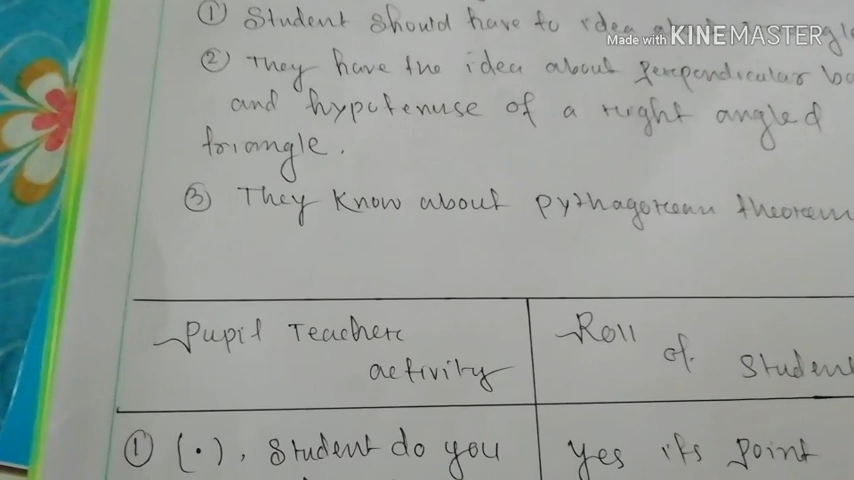 ① Student should have to idea
Made with KINEMASTER
② They have the idea about perpendicular
and hypotenuse of a right angled
triangle.
③ They know about pythagorean theorem
Pupil Teacher
activity
Roll
of Student
① (•), Student do you
yes its point